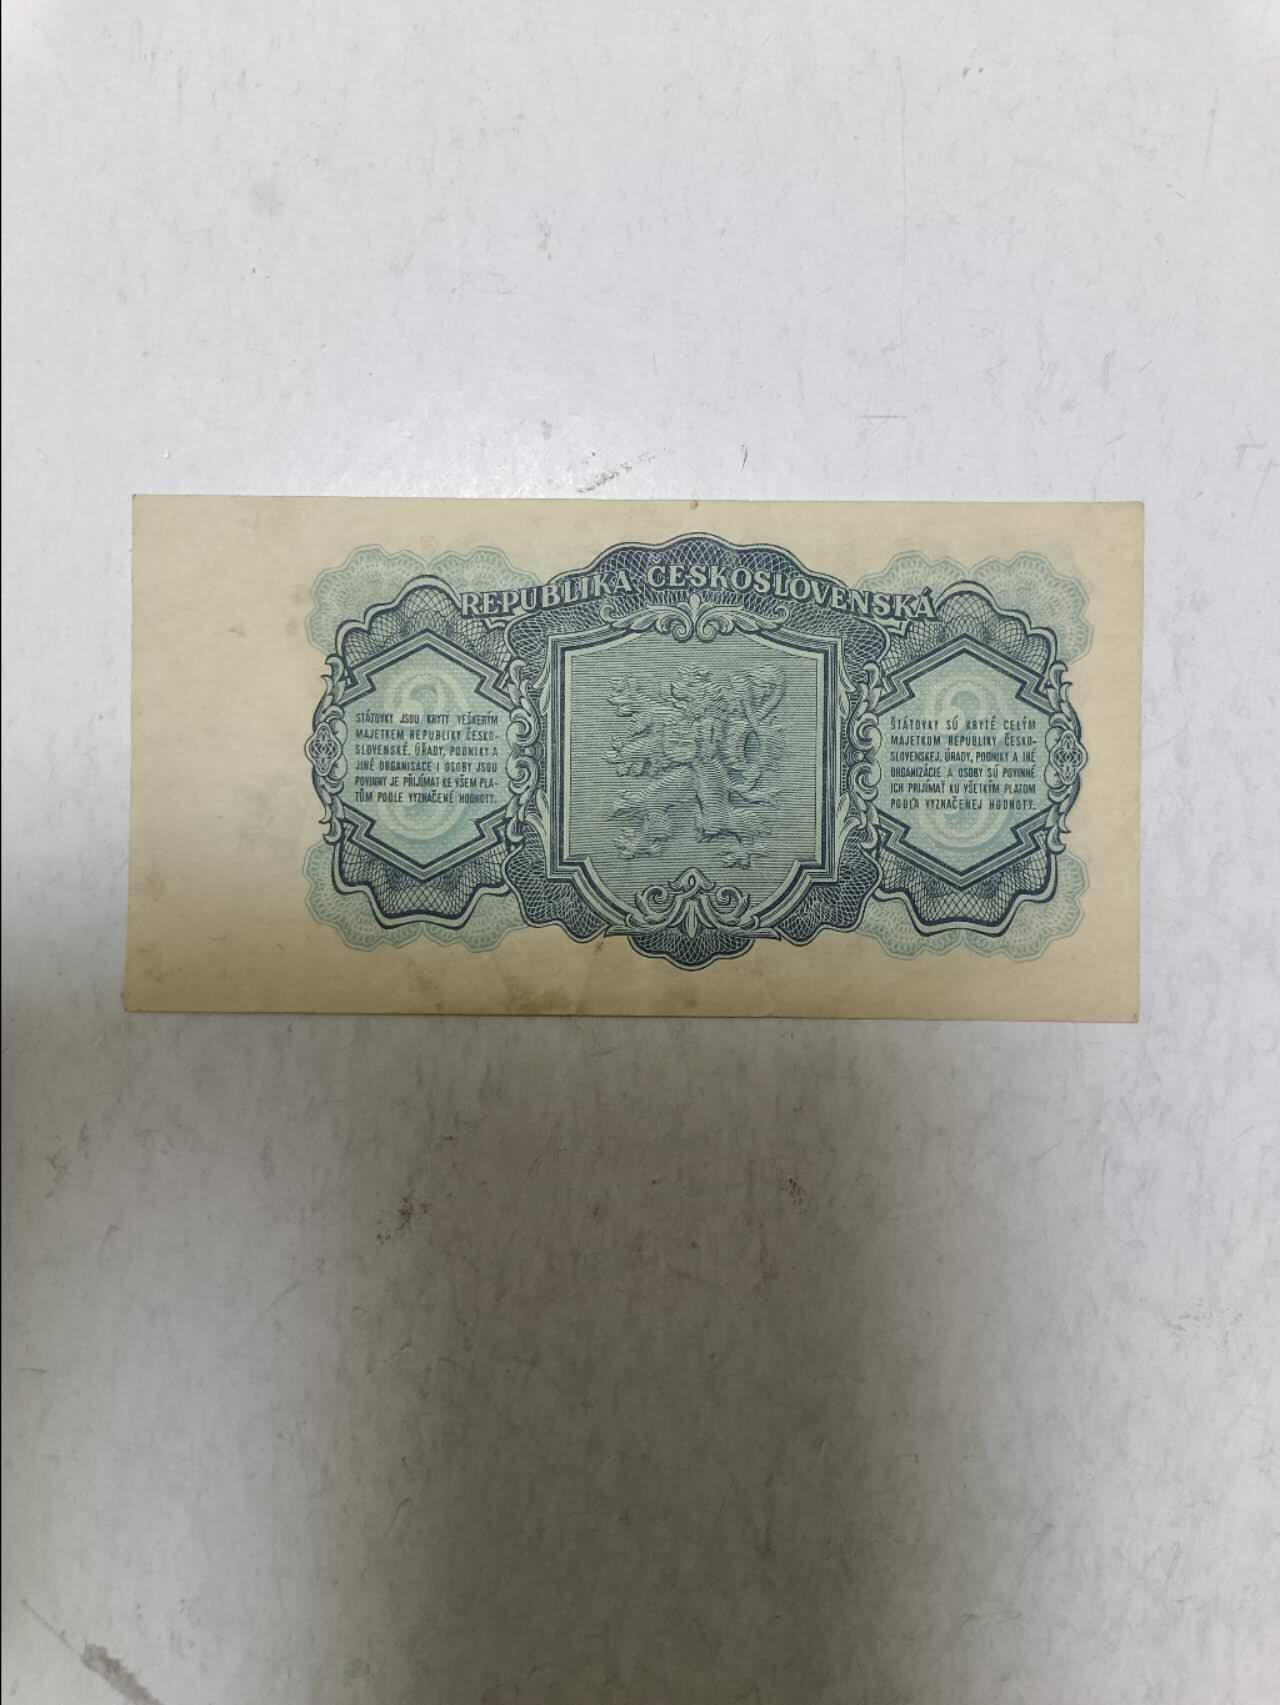 REPUBLIKA ČESKOSLOVENSKÁ
STÁTOVKY JSOU KRYTY VEŠKERÝM
MAJETKEM REPUBLIKY ČESKO-
SLOVENSKÉ. ÚŘADY, PODNIKY A
JINÉ ORGANISACE I OSOBY JSOU
POVINNY JE PŘIJÍMAT KE VŠEM PLA-
TŮM PODLE VYZNAČENÉ HODNOTY.
3
ŠTÁTOVKY SÚ KRYTÉ CELÝM
MAJETKOM REPUBLIKY ČESKO-
SLOVENSKEJ. ÚRADY, PODNIKY A INÉ
ORGANIZÁCIE A OSOBY SÚ POVINNÉ
ICH PRIJÍMAŤ KU VŠETKÝM PLATOM
PODĽA VYZNAČENEJ HODNOTY.
3